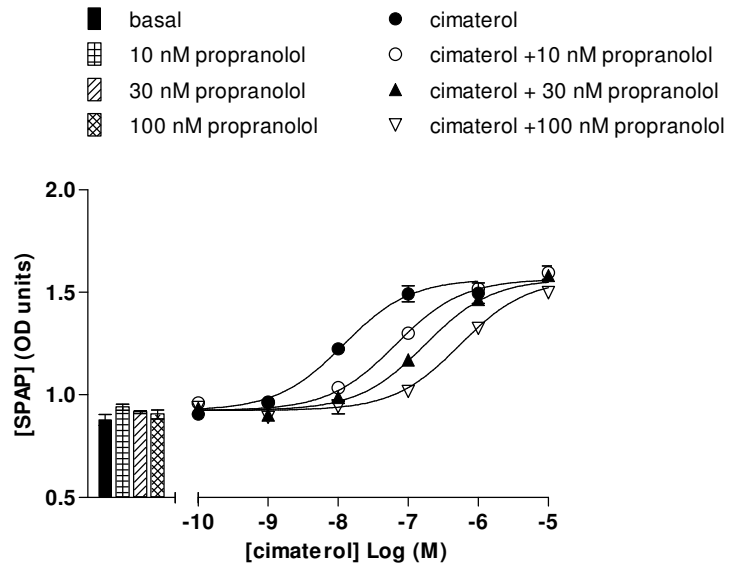 basal
10 nM propranolol
30 nM propranolol
100 nM propranolol
cimaterol
cimaterol +10 nM propranolol
cimaterol + 30 nM propranolol
cimaterol +100 nM propranolol
[SPAP] (OD units)
2.0
1.5
1.0
0.5
-10 -9 -8 -7 -6 -5
[cimaterol] Log (M)